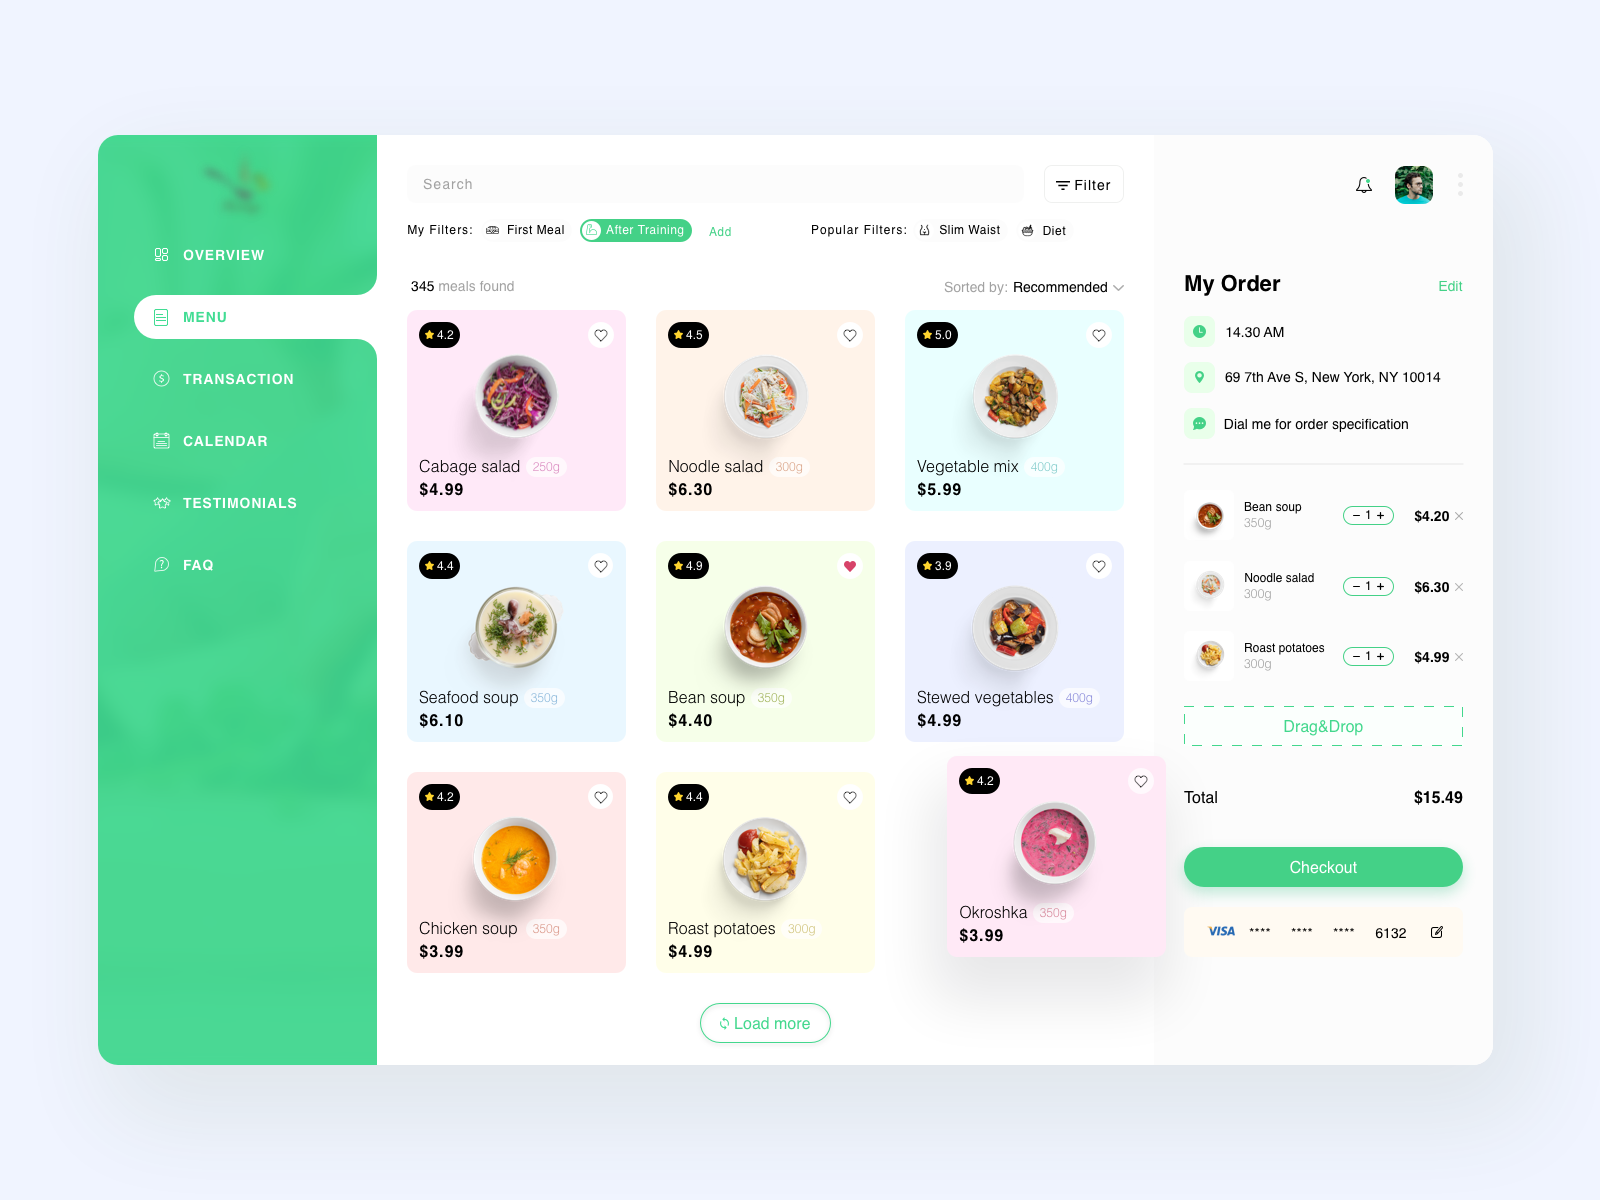 OVERVIEW
MENU
TRANSACTION
CALENDAR
TESTIMONIALS
FAQ
Search
Filter
My Filters: First Meal After Training Add Popular Filters: Slim Waist Diet
345 meals found Sorted by: Recommended
4.2
Cabage salad 250g
$4.99
4.5
Noodle salad 300g
$6.30
5.0
Vegetable mix 400g
$5.99
4.4
Seafood soup 350g
$6.10
4.9
Bean soup 350g
$4.40
3.9
Stewed vegetables 400g
$4.99
4.2
Chicken soup 350g
$3.99
4.4
Roast potatoes 300g
$4.99
4.2
Okroshka 350g
$3.99
Load more
My Order Edit
14.30 AM
69 7th Ave S, New York, NY 10014
Dial me for order specification
Bean soup
350g
− 1 + $4.20 ×
Noodle salad
300g
− 1 + $6.30 ×
Roast potatoes
300g
− 1 + $4.99 ×
Drag&Drop
Total $15.49
Checkout
VISA **** **** **** 6132